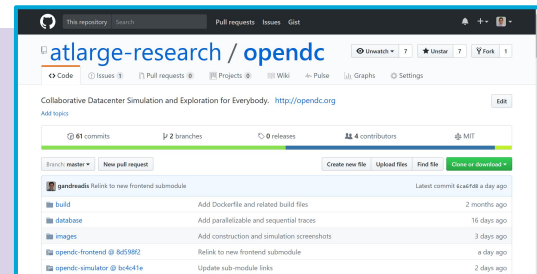 This repository Search Pull requests Issues Gist
atlarge-research / opendc
Unwatch 7 Unstar 7 Fork 1
Code Issues 1 Pull requests 0 Projects 0 Wiki Pulse Graphs Settings
Collaborative Datacenter Simulation and Exploration for Everybody. http://opendc.org Edit
Add topics
61 commits 2 branches 0 releases 4 contributors MIT
Branch: master New pull request Create new file Upload files Find file Clone or download
gandreadis Relink to new frontend submodule Latest commit 6ca6fd8 a day ago
build Add Dockerfile and related build files 2 months ago
database Add parallelizable and sequential traces 16 days ago
images Add construction and simulation screenshots 3 days ago
opendc-frontend @ 8d598f2 Relink to new frontend submodule a day ago
opendc-simulator @ bc4c41e Update sub-module links 2 days ago